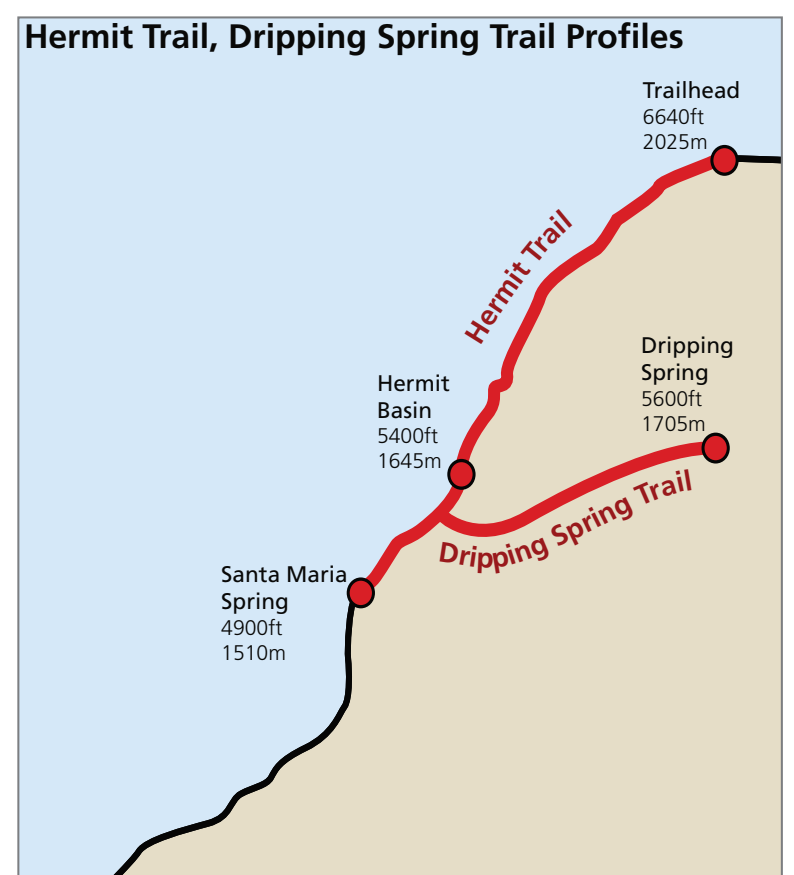 Hermit Trail, Dripping Spring Trail Profiles
Trailhead
6640ft
2025m
Hermit Trail
Dripping
Spring
5600ft
1705m
Hermit
Basin
5400ft
1645m
Dripping Spring Trail
Santa Maria
Spring
4900ft
1510m